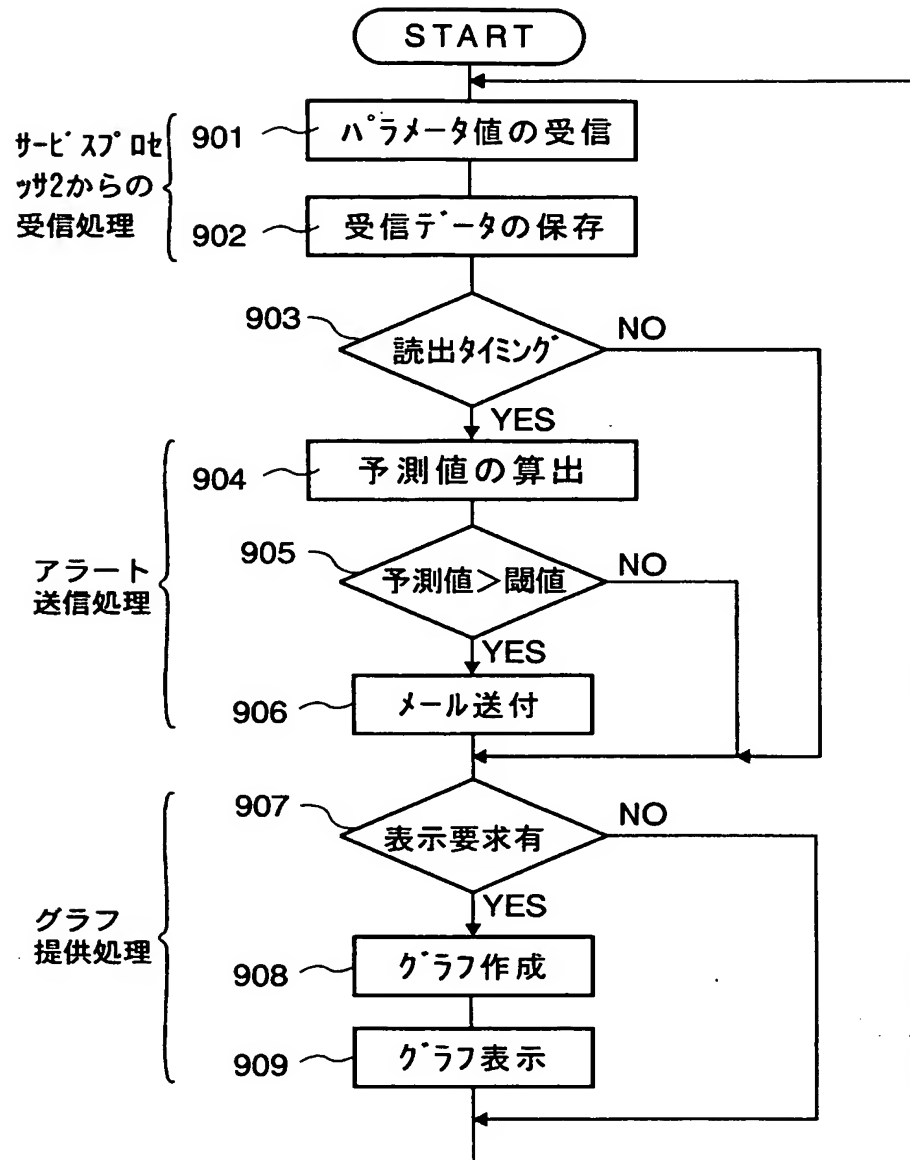 START
サービスプロセ
ッサ2からの
受信処理
901
パラメータ値の受信
902
受信データの保存
903
読出タイミング
NO
YES
アラート
送信処理
904
予測値の算出
905
予測値>閾値
NO
YES
906
メール送付
グラフ
提供処理
907
表示要求有
NO
YES
908
グラフ作成
909
グラフ表示